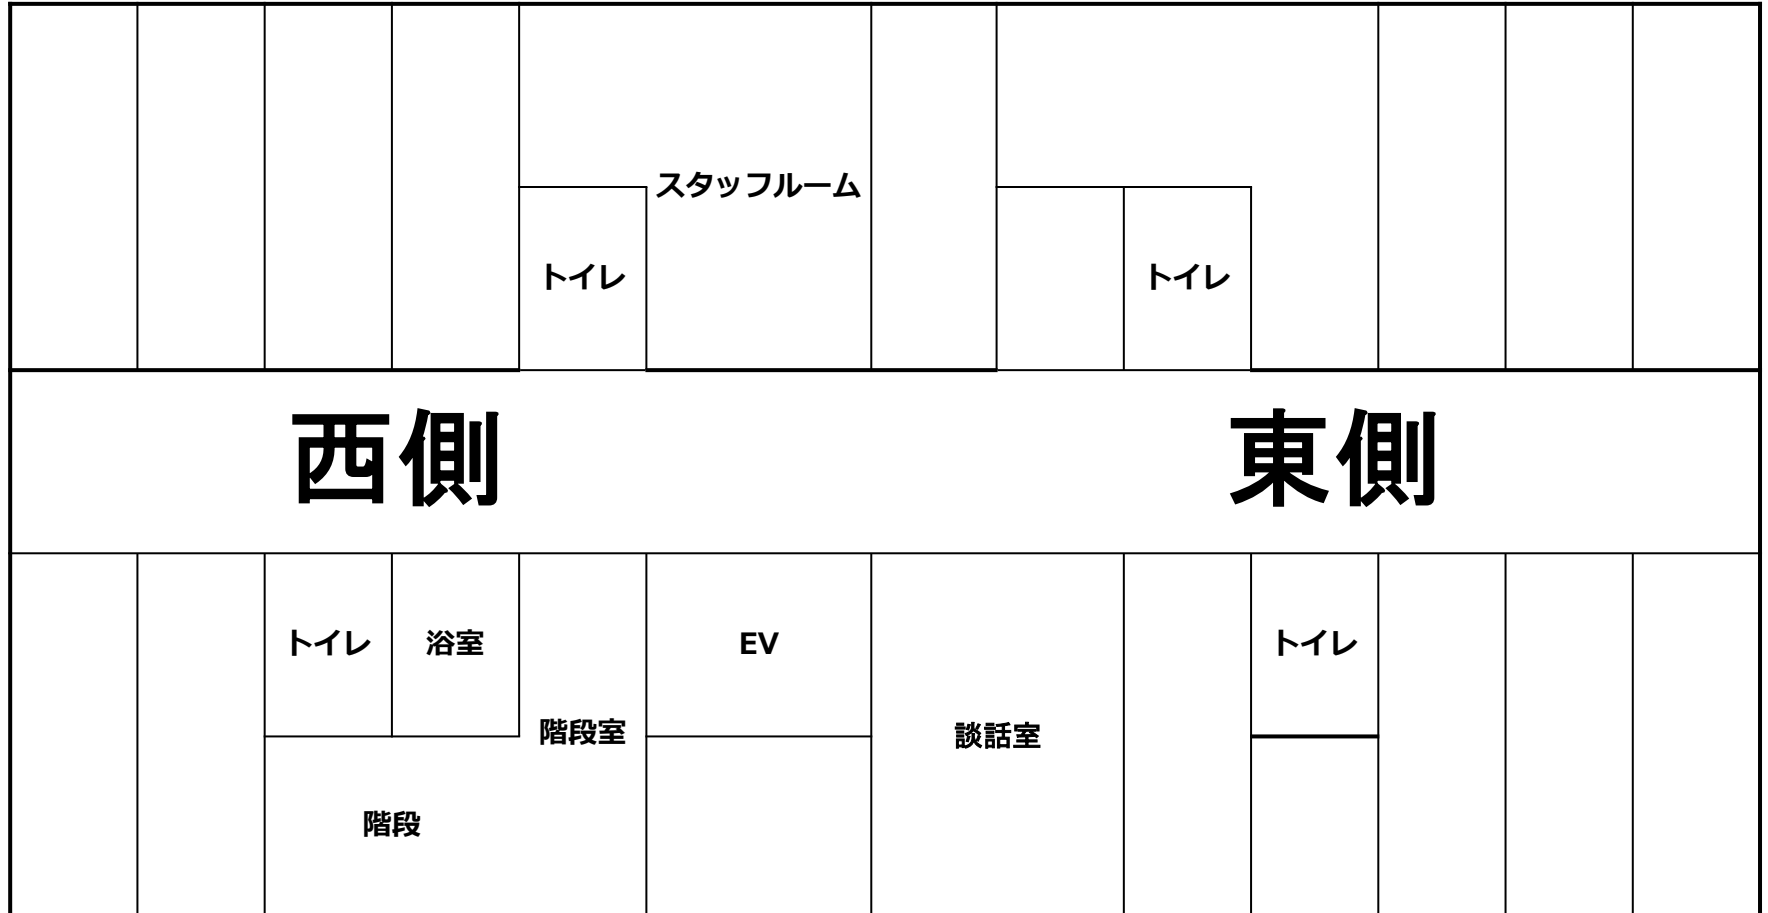 スタッフルーム
トイレ
トイレ
西側
東側
トイレ
浴室
EV
トイレ
階段室
談話室
階段